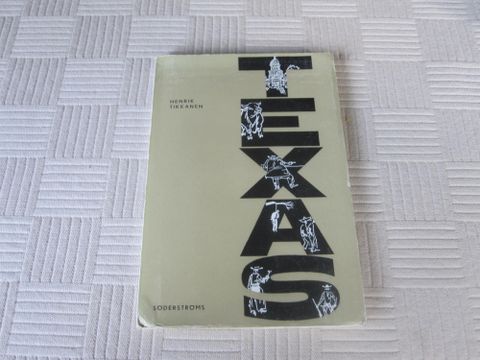 HENRIK
TIKKANEN
TEXAS
SÖDERSTRÖMS